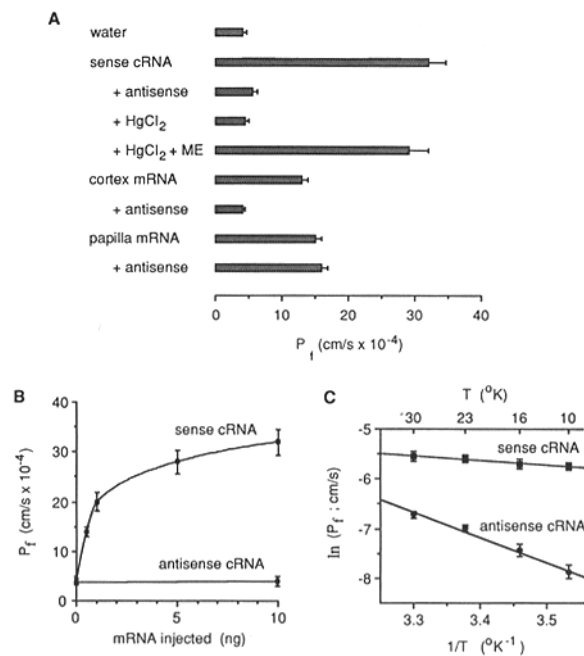 A
water
sense cRNA
+ antisense
+ HgCl2
+ HgCl2 + ME
cortex mRNA
+ antisense
papilla mRNA
+ antisense
0 10 20 30 40
Pf (cm/s x 10-4)
B
40
30
20
10
0
Pf (cm/s x 10-4)
sense cRNA
antisense cRNA
0 5 10
mRNA injected (ng)
C
T (oK)
'30 23 16 10
-5
-6
-7
-8
ln (Pf ; cm/s)
sense cRNA
antisense cRNA
3.3 3.4 3.5
1/T (oK-1)